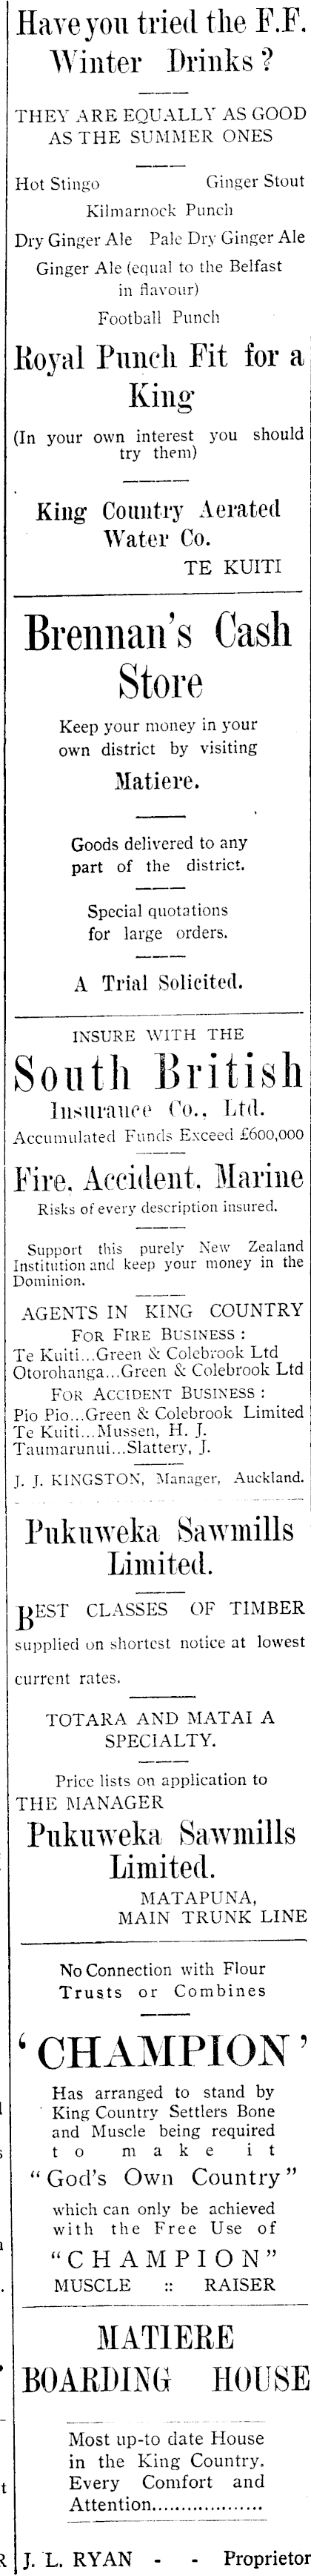 Have you tried the F.F.
Winter Drinks ?
THEY ARE EQUALLY AS GOOD
AS THE SUMMER ONES
Hot Stingo Ginger Stout
Kilmarnock Punch
Dry Ginger Ale Pale Dry Ginger Ale
Ginger Ale (equal to the Belfast
in flavour)
Football Punch
Royal Punch Fit for a
King
(In your own interest you should
try them)
King Country Aerated
Water Co.
TE KUITI
Brennan's Cash
Store
Keep your money in your
own district by visiting
Matiere.
Goods delivered to any
part of the district.
Special quotations
for large orders.
A Trial Solicited.
INSURE WITH THE
South British
Insurance Co., Ltd.
Accumulated Funds Exceed £600,000
Fire, Accident, Marine
Risks of every description insured.
Support this purely New Zealand
Institution and keep your money in the
Dominion.
AGENTS IN KING COUNTRY
FOR FIRE BUSINESS :
Te Kuiti...Green & Colebrook Ltd
Otorohanga...Green & Colebrook Ltd
FOR ACCIDENT BUSINESS :
Pio Pio...Green & Colebrook Limited
Te Kuiti...Mussen, H. J.
Taumarunui...Slattery, J.
J. J. KINGSTON, Manager, Auckland.
Pukuweka Sawmills
Limited.
BEST CLASSES OF TIMBER
supplied on shortest notice at lowest
current rates.
TOTARA AND MATAI A
SPECIALTY.
Price lists on application to
THE MANAGER
Pukuweka Sawmills
Limited.
MATAPUNA,
MAIN TRUNK LINE
No Connection with Flour
Trusts or Combines
'CHAMPION'
Has arranged to stand by
King Country Settlers Bone
and Muscle being required
to make it
"God's Own Country"
which can only be achieved
with the Free Use of
"CHAMPION"
MUSCLE :: RAISER
MATIERE
BOARDING HOUSE
Most up-to date House
in the King Country.
Every Comfort and
Attention...................
J. L. RYAN - - Proprietor